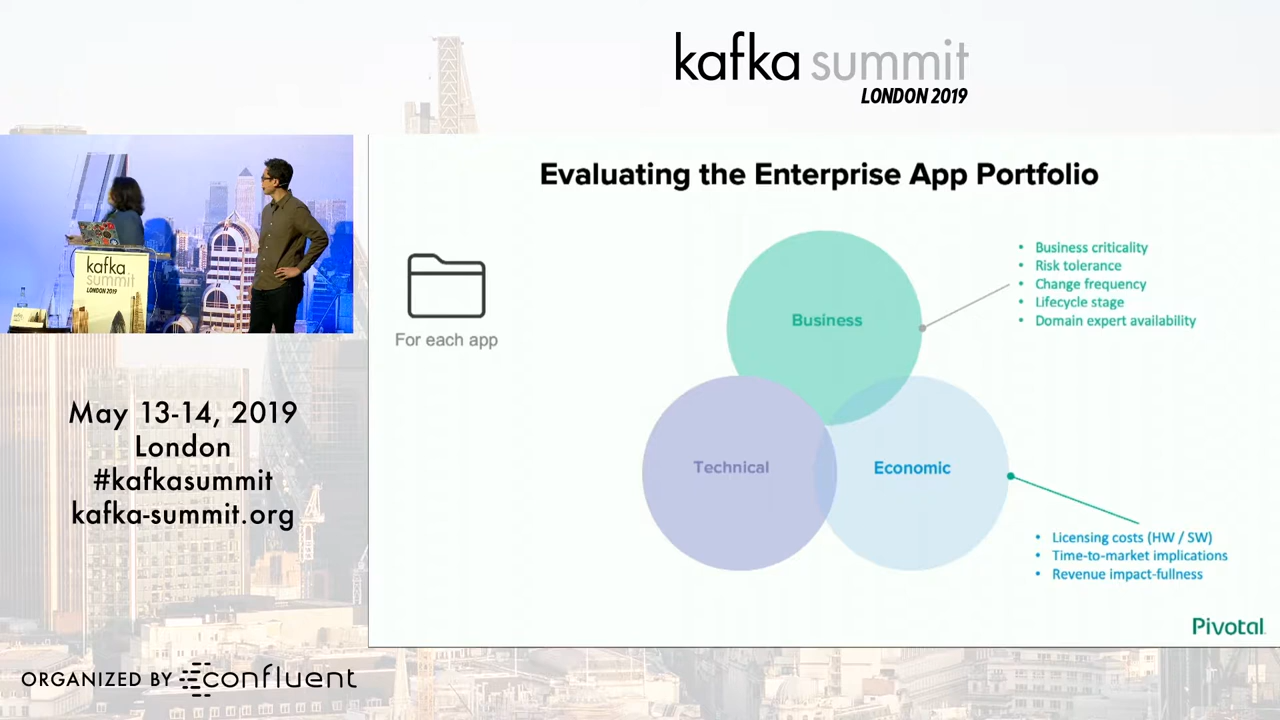 kafka summit
LONDON 2019
kafka
summit
LONDON 2019
May 13-14, 2019
London
#kafkasummit
kafka-summit.org
ORGANIZED BY confluent
Evaluating the Enterprise App Portfolio
For each app
Business
• Business criticality
• Risk tolerance
• Change frequency
• Lifecycle stage
• Domain expert availability
Technical
Economic
• Licensing costs (HW / SW)
• Time-to-market implications
• Revenue impact-fullness
Pivotal